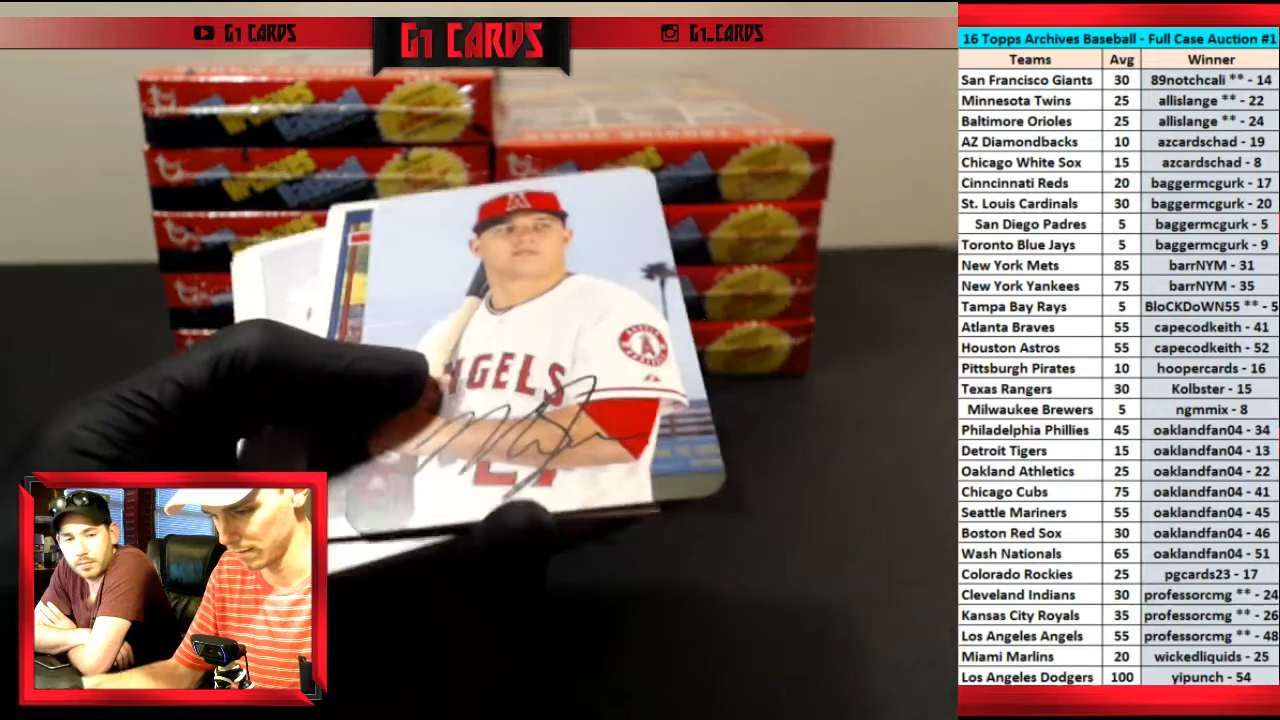 G1 CARDS
G1 CARDS
G1_CARDS
ANGELS
16 Topps Archives Baseball - Full Case Auction #1
Teams Avg Winner
San Francisco Giants 30 89notchcali ** - 14
Minnesota Twins 25 allislange ** - 22
Baltimore Orioles 25 allislange ** - 24
AZ Diamondbacks 10 azcardschad - 19
Chicago White Sox 15 azcardschad - 8
Cinncinnati Reds 20 baggermcgurk - 17
St. Louis Cardinals 30 baggermcgurk - 20
San Diego Padres 5 baggermcgurk - 5
Toronto Blue Jays 5 baggermcgurk - 9
New York Mets 85 barrNYM - 31
New York Yankees 75 barrNYM - 35
Tampa Bay Rays 5 BloCKDoWN55 ** - 5
Atlanta Braves 55 capecodkeith - 41
Houston Astros 55 capecodkeith - 52
Pittsburgh Pirates 10 hoopercards - 16
Texas Rangers 30 Kolbster - 15
Milwaukee Brewers 5 ngmmix - 8
Philadelphia Phillies 45 oaklandfan04 - 34
Detroit Tigers 15 oaklandfan04 - 13
Oakland Athletics 25 oaklandfan04 - 22
Chicago Cubs 75 oaklandfan04 - 41
Seattle Mariners 55 oaklandfan04 - 45
Boston Red Sox 30 oaklandfan04 - 46
Wash Nationals 65 oaklandfan04 - 51
Colorado Rockies 25 pgcards23 - 17
Cleveland Indians 30 professorcmg ** - 24
Kansas City Royals 35 professorcmg ** - 26
Los Angeles Angels 55 professorcmg ** - 48
Miami Marlins 20 wickedliquids - 25
Los Angeles Dodgers 100 yipunch - 54